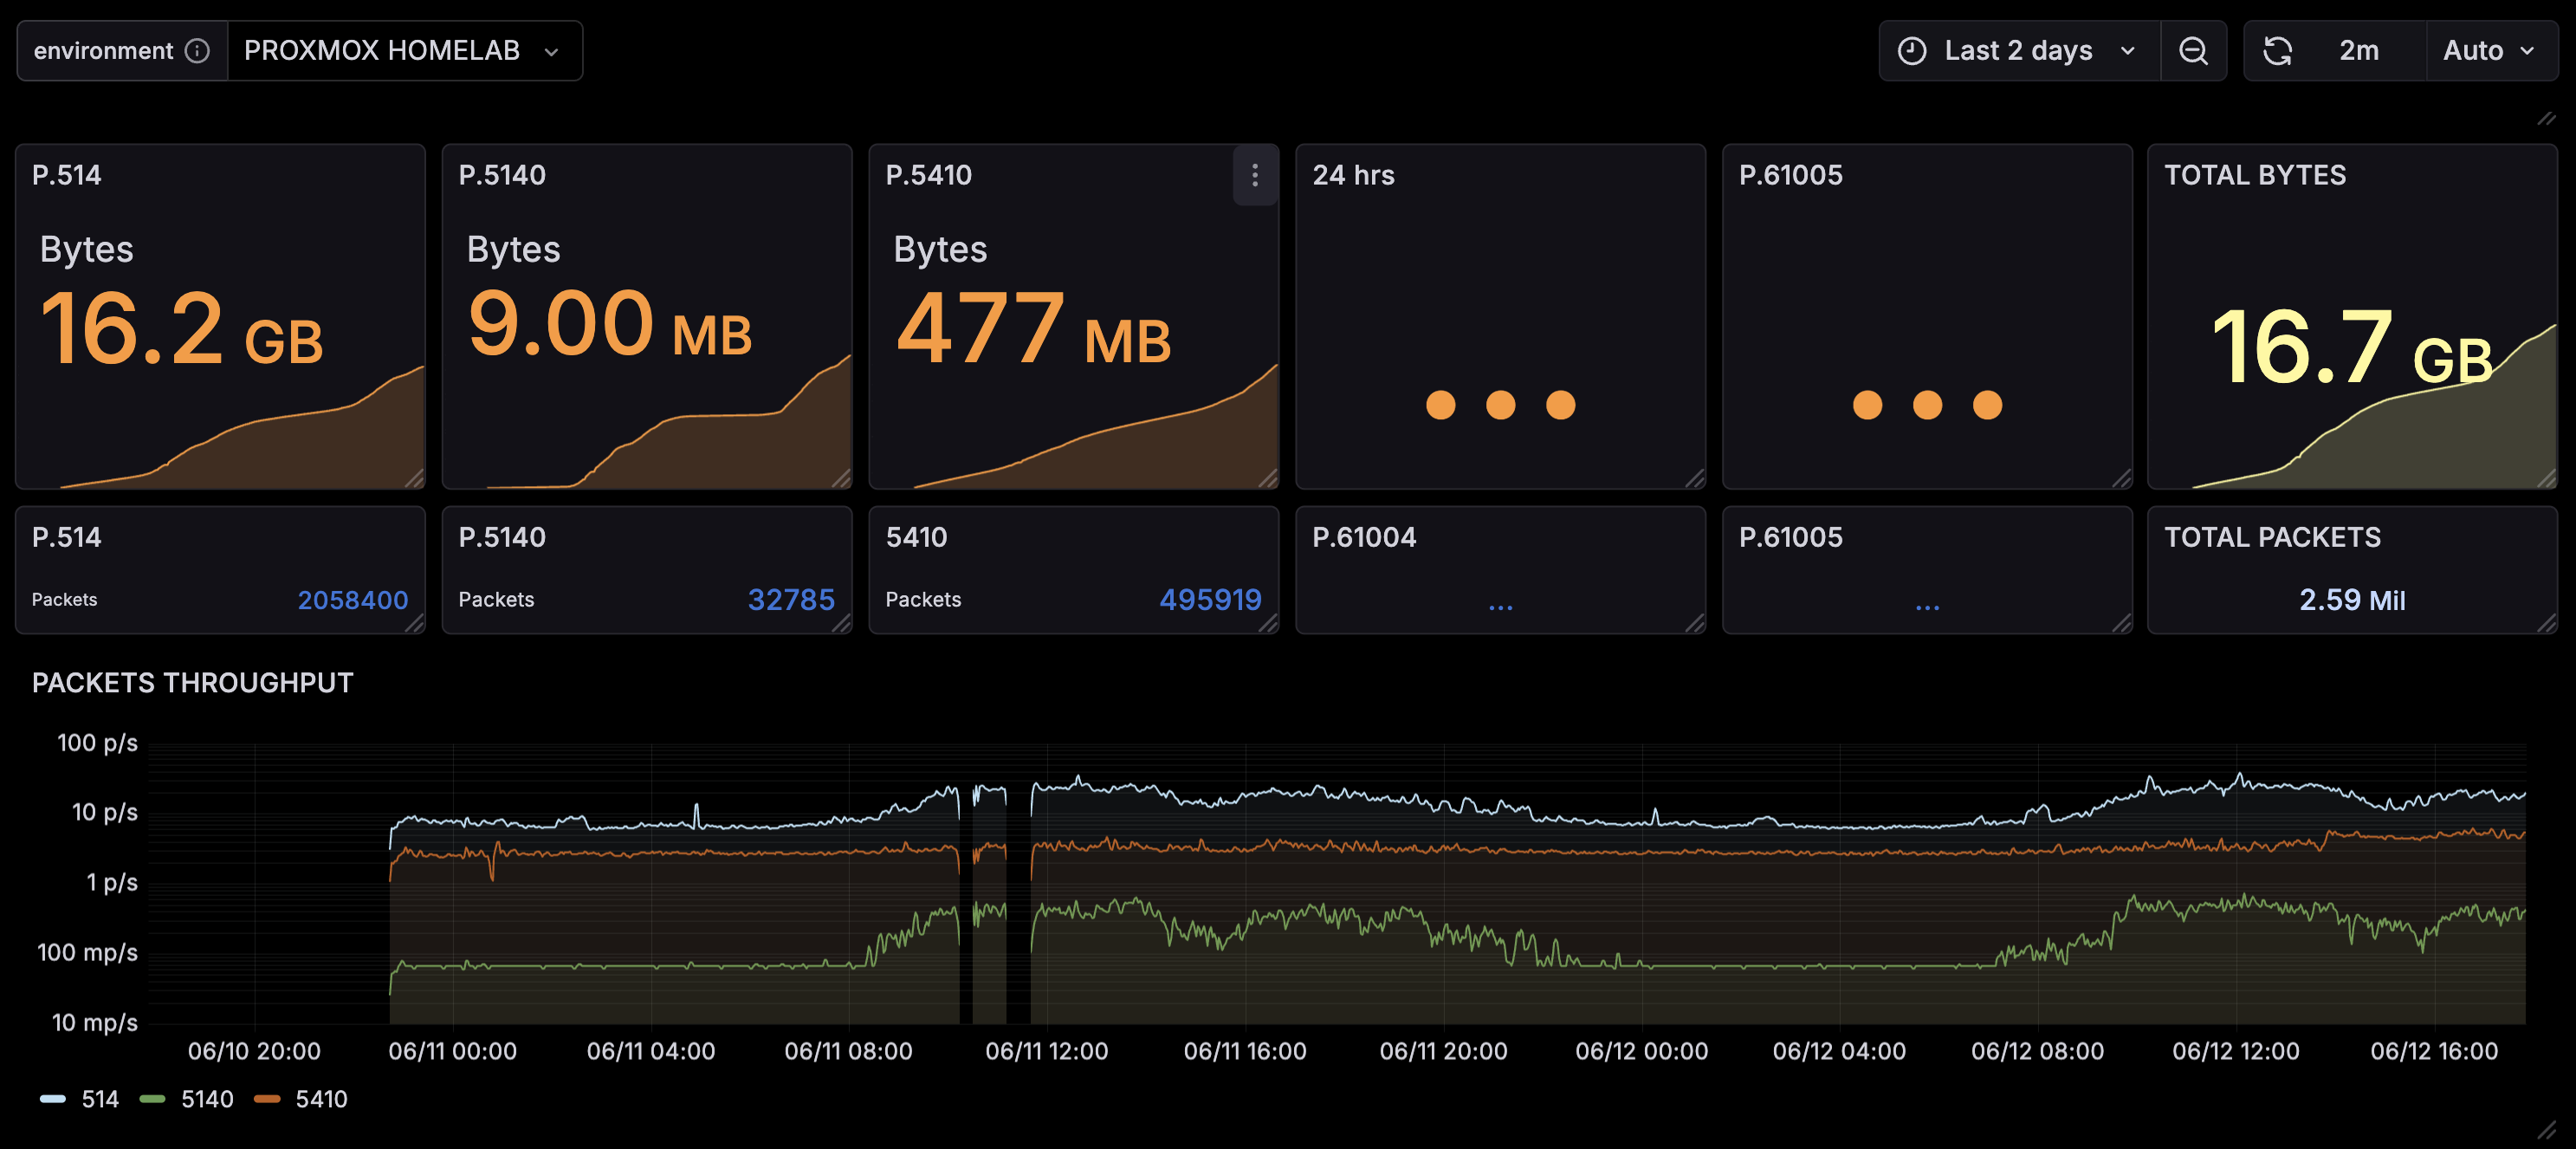 environment PROXMOX HOMELAB Last 2 days 2m Auto
P.514 P.5140 P.5410 24 hrs P.61005 TOTAL BYTES
Bytes Bytes Bytes
16.2 GB 9.00 MB 477 MB ... ... 16.7 GB
P.514 P.5140 5410 P.61004 P.61005 TOTAL PACKETS
Packets 2058400 Packets 32785 Packets 495919 ... ... 2.59 Mil
PACKETS THROUGHPUT
100 p/s
10 p/s
1 p/s
100 mp/s
10 mp/s
06/10 20:00 06/11 00:00 06/11 04:00 06/11 08:00 06/11 12:00 06/11 16:00 06/11 20:00 06/12 00:00 06/12 04:00 06/12 08:00 06/12 12:00 06/12 16:00
514 5140 5410